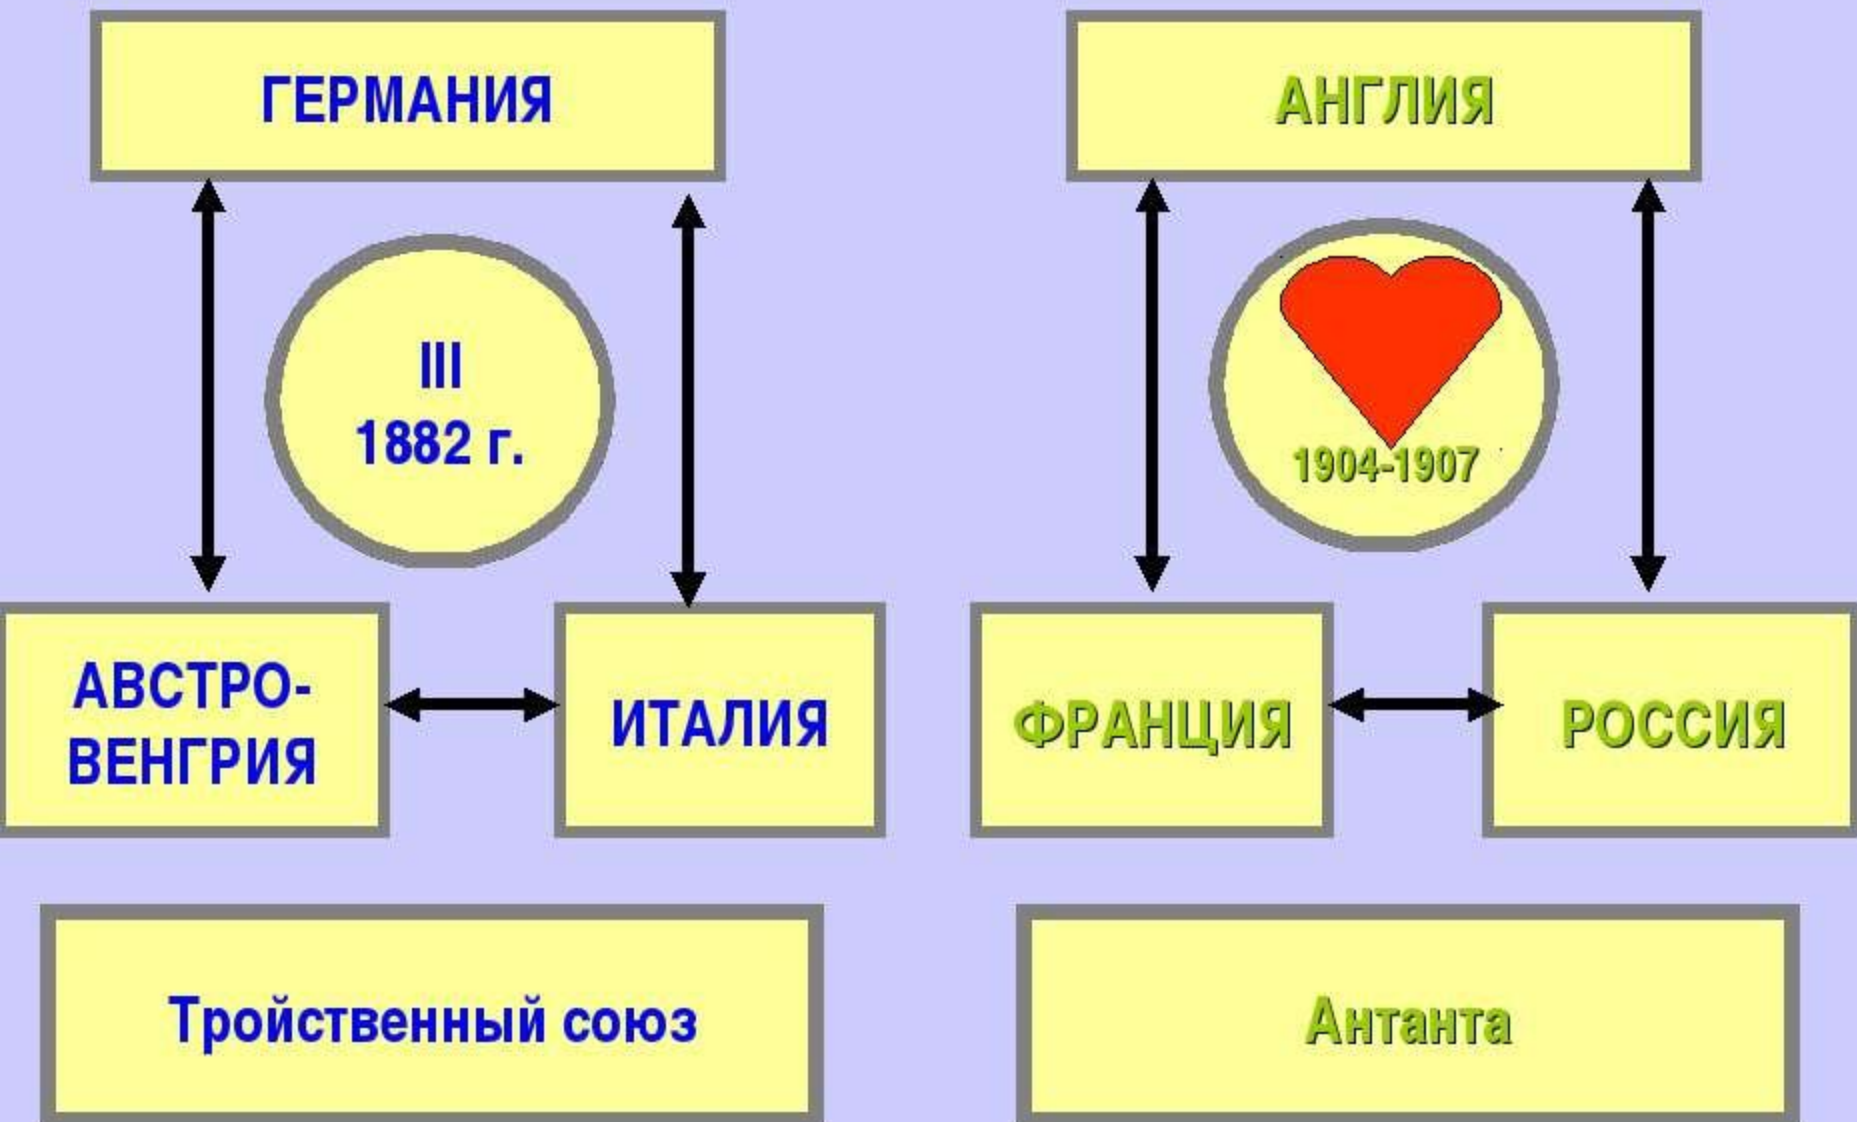 ГЕРМАНИЯ
III
1882 г.
АВСТРО-
ВЕНГРИЯ
ИТАЛИЯ
Тройственный союз
АНГЛИЯ
1904-1907
ФРАНЦИЯ
РОССИЯ
Антанта